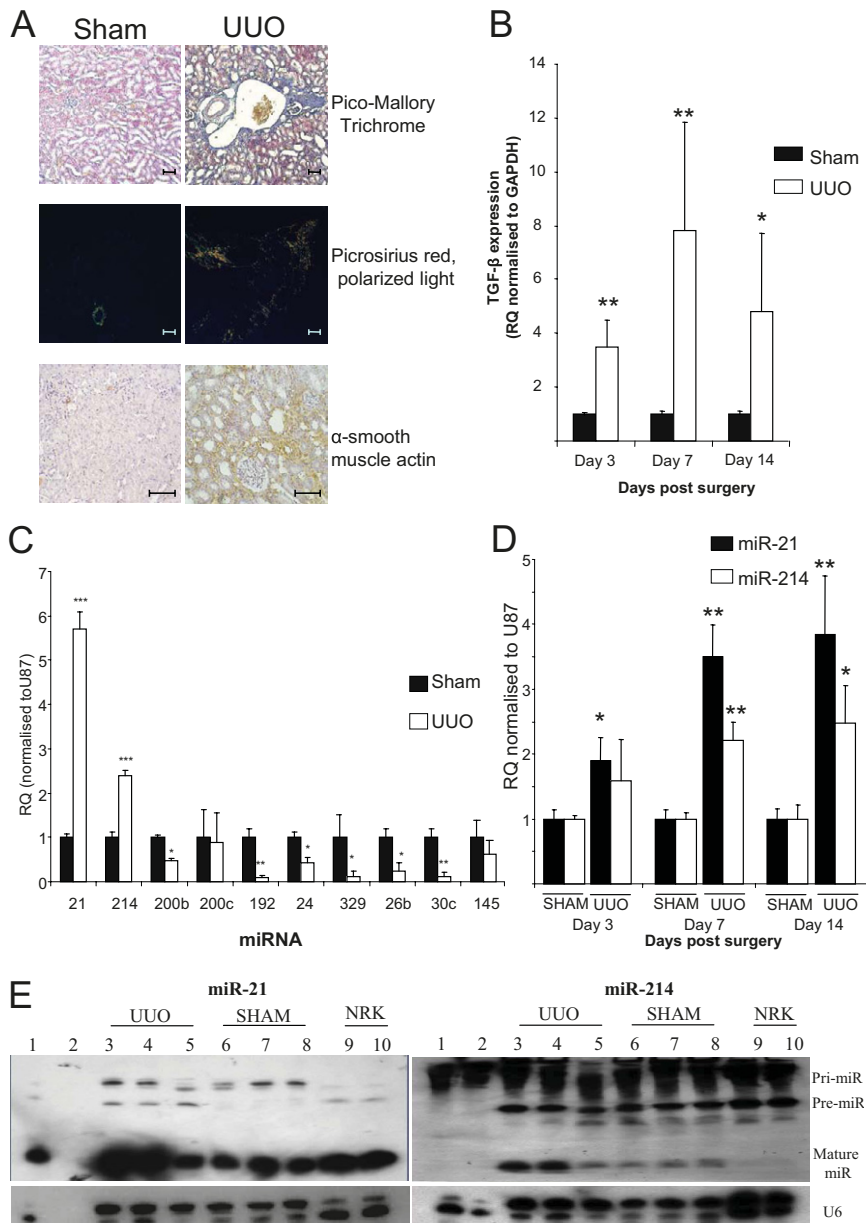 A
Sham
UUO
Pico-Mallory
Trichrome
Picrosirius red,
polarized light
α-smooth
muscle actin
B
TGF-β expression
(RQ normalised to GAPDH)
14
12
10
8
6
4
2
**
**
*
Sham
UUO
Day 3
Day 7
Day 14
Days post surgery
C
RQ (normalised toU87)
7
6
5
4
3
2
1
0
***
***
*
**
*
*
*
**
Sham
UUO
21
214
200b
200c
192
24
329
26b
30c
145
miRNA
D
RQ normalised to U87
5
4
3
2
1
0
miR-21
miR-214
*
**
**
**
*
SHAM UUO SHAM UUO SHAM UUO
Day 3 Day 7 Day 14
Days post surgery
E
miR-21
UUO SHAM NRK
1 2 3 4 5 6 7 8 9 10
miR-214
UUO SHAM NRK
1 2 3 4 5 6 7 8 9 10
Pri-miR
Pre-miR
Mature
miR
U6